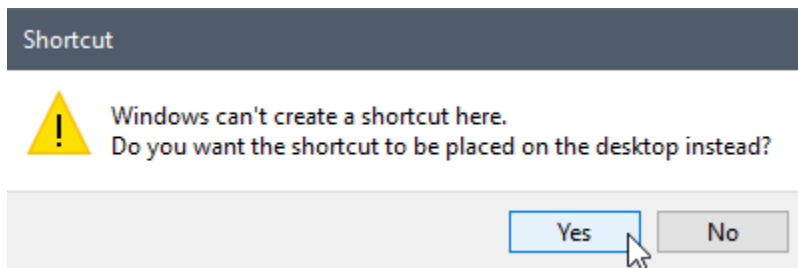 Shortcut
Windows can't create a shortcut here.
Do you want the shortcut to be placed on the desktop instead?
Yes
No